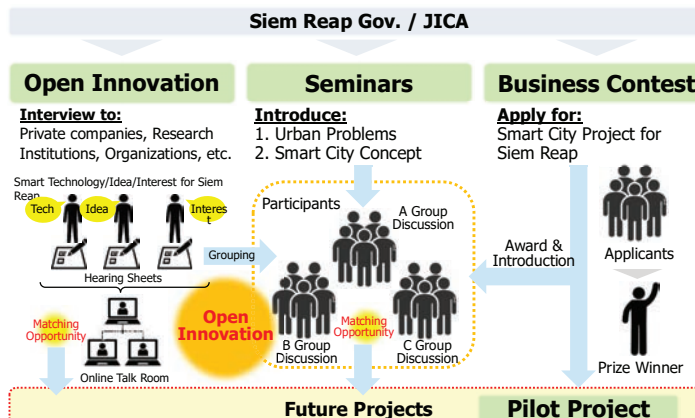 Siem Reap Gov. / JICA
Open Innovation
Interview to:
Private companies, Research
Institutions, Organizations, etc.
Smart Technology/Idea/Interest for Siem
Reap
Tech
Idea
Interes
t
Hearing Sheets
Matching
Opportunity
Online Talk Room
Grouping
Open
Innovation
Seminars
Introduce:
1. Urban Problems
2. Smart City Concept
Participants
A Group
Discussion
B Group
Discussion
Matching
Opportunity
C Group
Discussion
Business Contest
Apply for:
Smart City Project for
Siem Reap
Award &
Introduction
Applicants
Prize Winner
Future Projects
Pilot Project